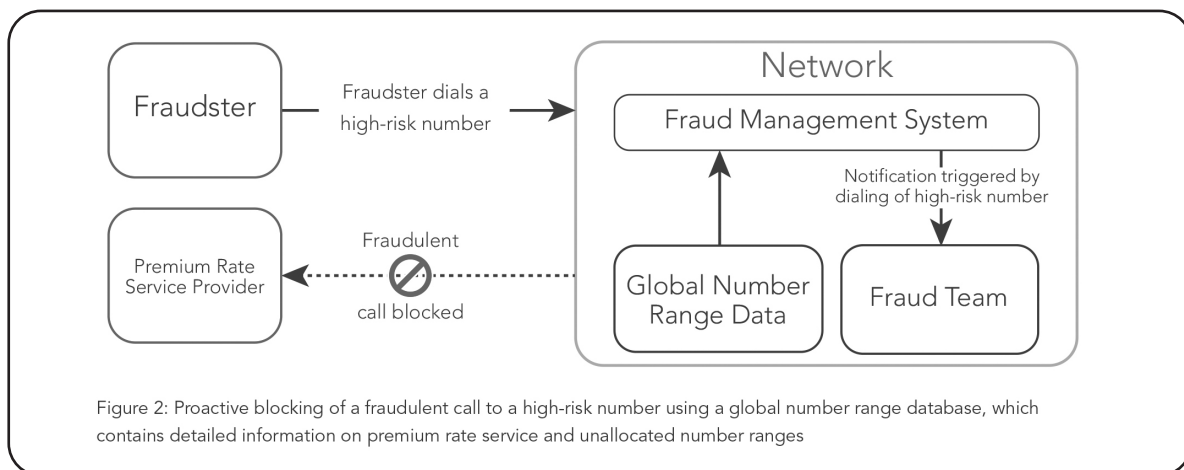 Network
Fraudster
Fraudster dials a
high-risk number
Fraud Management System
Notification triggered by
dialing of high-risk number
Premium Rate
Service Provider
Fraudulent
call blocked
Global Number
Range Data
Fraud Team
Figure 2: Proactive blocking of a fraudulent call to a high-risk number using a global number range database, which
contains detailed information on premium rate service and unallocated number ranges